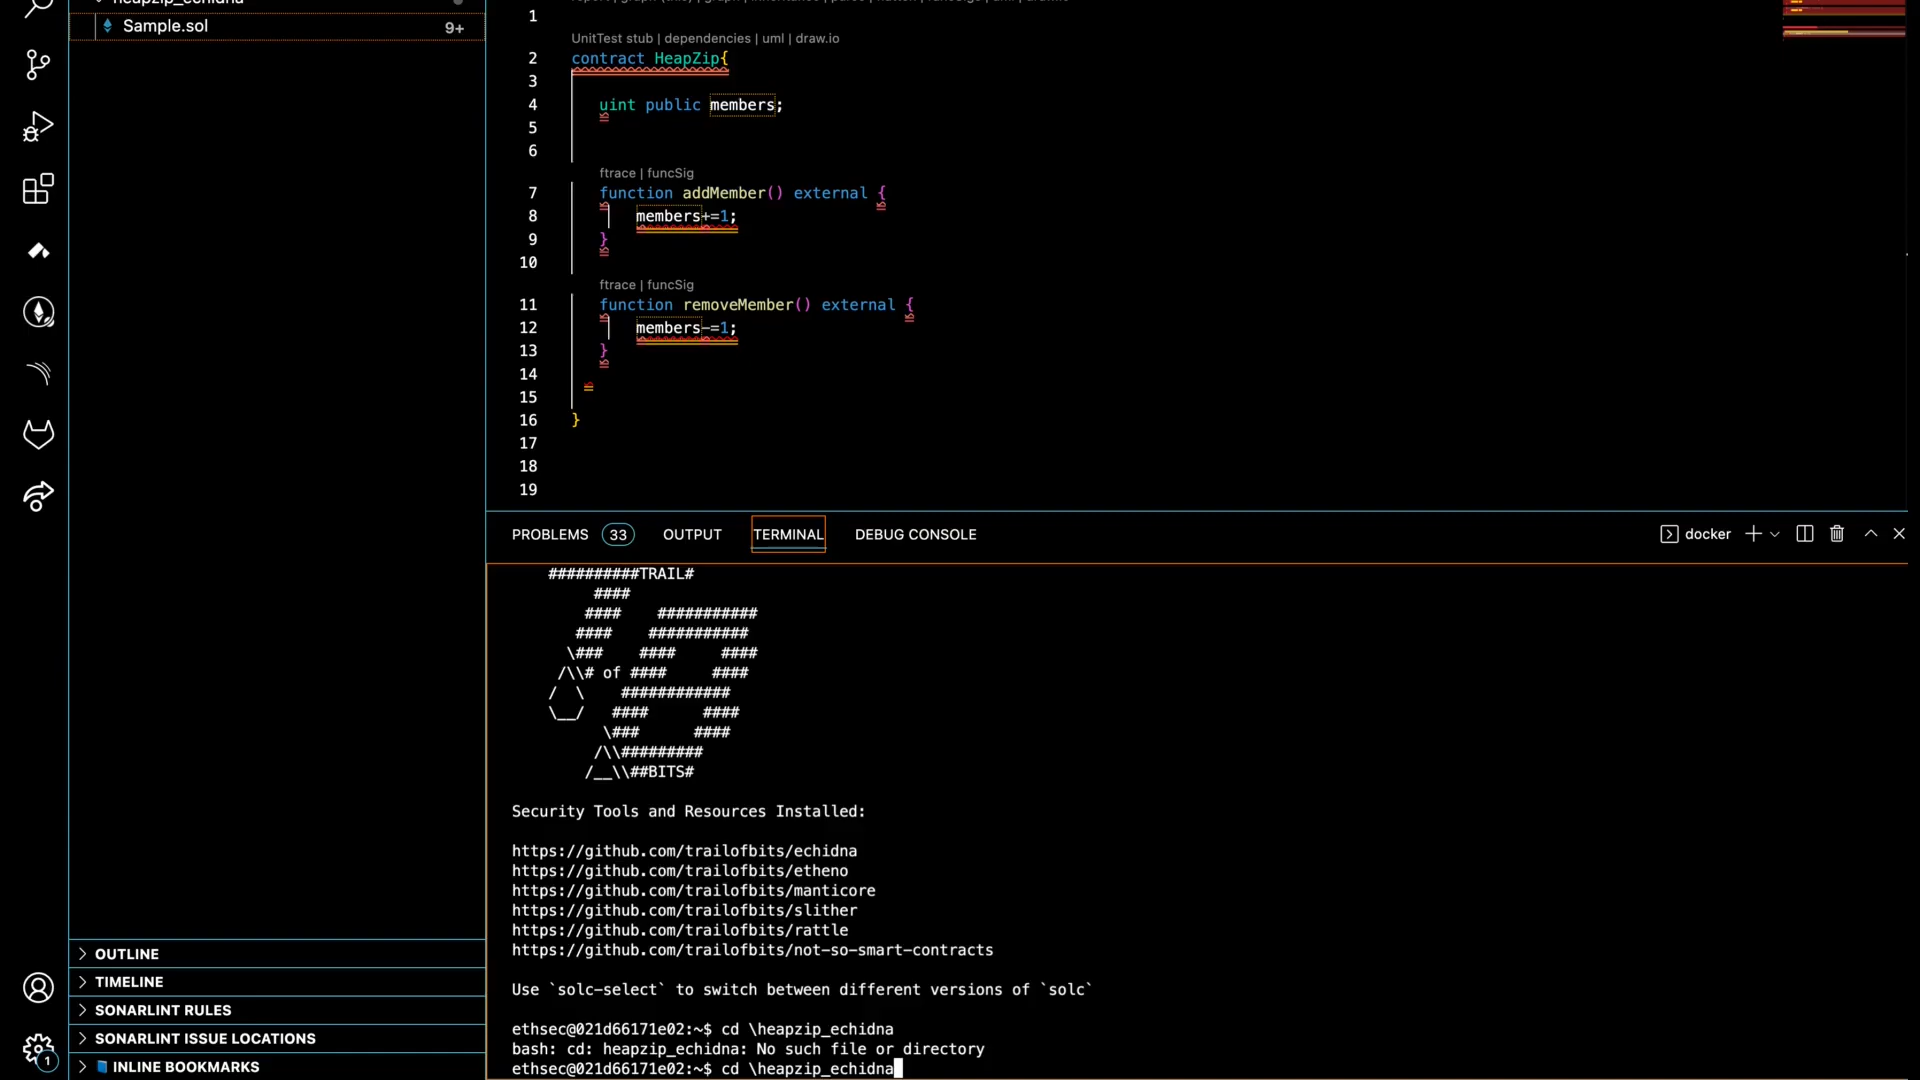 heapzip_echidna
Sample.sol
9+
1
UnitTest stub | dependencies | uml | draw.io
2 contract HeapZip{
3
4 uint public members;
5
6
ftrace | funcSig
7 function addMember() external {
8 members+=1;
9 }
10
ftrace | funcSig
11 function removeMember() external {
12 members-=1;
13 }
14
15
16 }
17
18
19
PROBLEMS 33 OUTPUT TERMINAL DEBUG CONSOLE docker
##########TRAIL#
####
#### ###########
#### ###########
\### #### ####
/\\# of #### ####
/ \ ############
\__/ #### ####
\### ####
/\\#########
/__\\##BITS#
Security Tools and Resources Installed:
https://github.com/trailofbits/echidna
https://github.com/trailofbits/etheno
https://github.com/trailofbits/manticore
https://github.com/trailofbits/slither
https://github.com/trailofbits/rattle
https://github.com/trailofbits/not-so-smart-contracts
Use `solc-select` to switch between different versions of `solc`
ethsec@021d66171e02:~$ cd \heapzip_echidna
bash: cd: heapzip_echidna: No such file or directory
ethsec@021d66171e02:~$ cd \heapzip_echidna
OUTLINE
TIMELINE
SONARLINT RULES
SONARLINT ISSUE LOCATIONS
INLINE BOOKMARKS
1